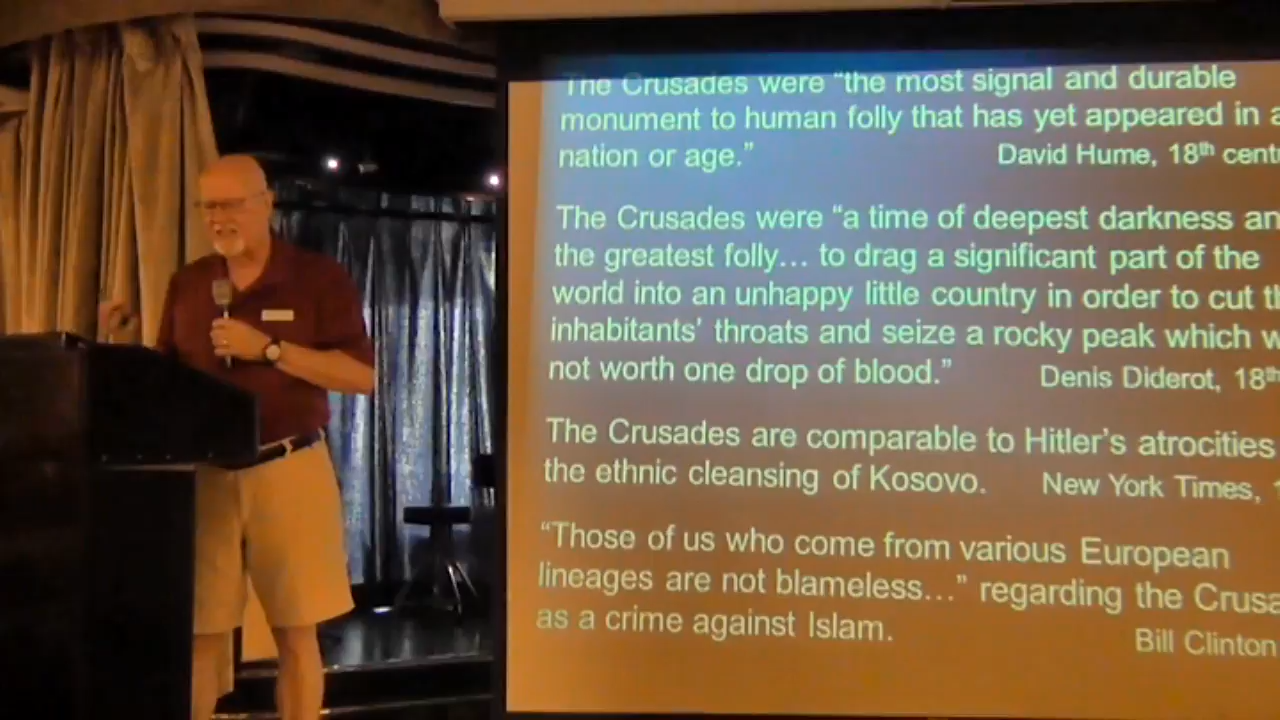 The Crusades were “the most signal and durable
monument to human folly that has yet appeared in a
nation or age.” David Hume, 18th centu
The Crusades were “a time of deepest darkness an
the greatest folly… to drag a significant part of the
world into an unhappy little country in order to cut th
inhabitants’ throats and seize a rocky peak which w
not worth one drop of blood.” Denis Diderot, 18th
The Crusades are comparable to Hitler’s atrocities
the ethnic cleansing of Kosovo. New York Times, 1
“Those of us who come from various European
lineages are not blameless…” regarding the Crusa
as a crime against Islam. Bill Clinton